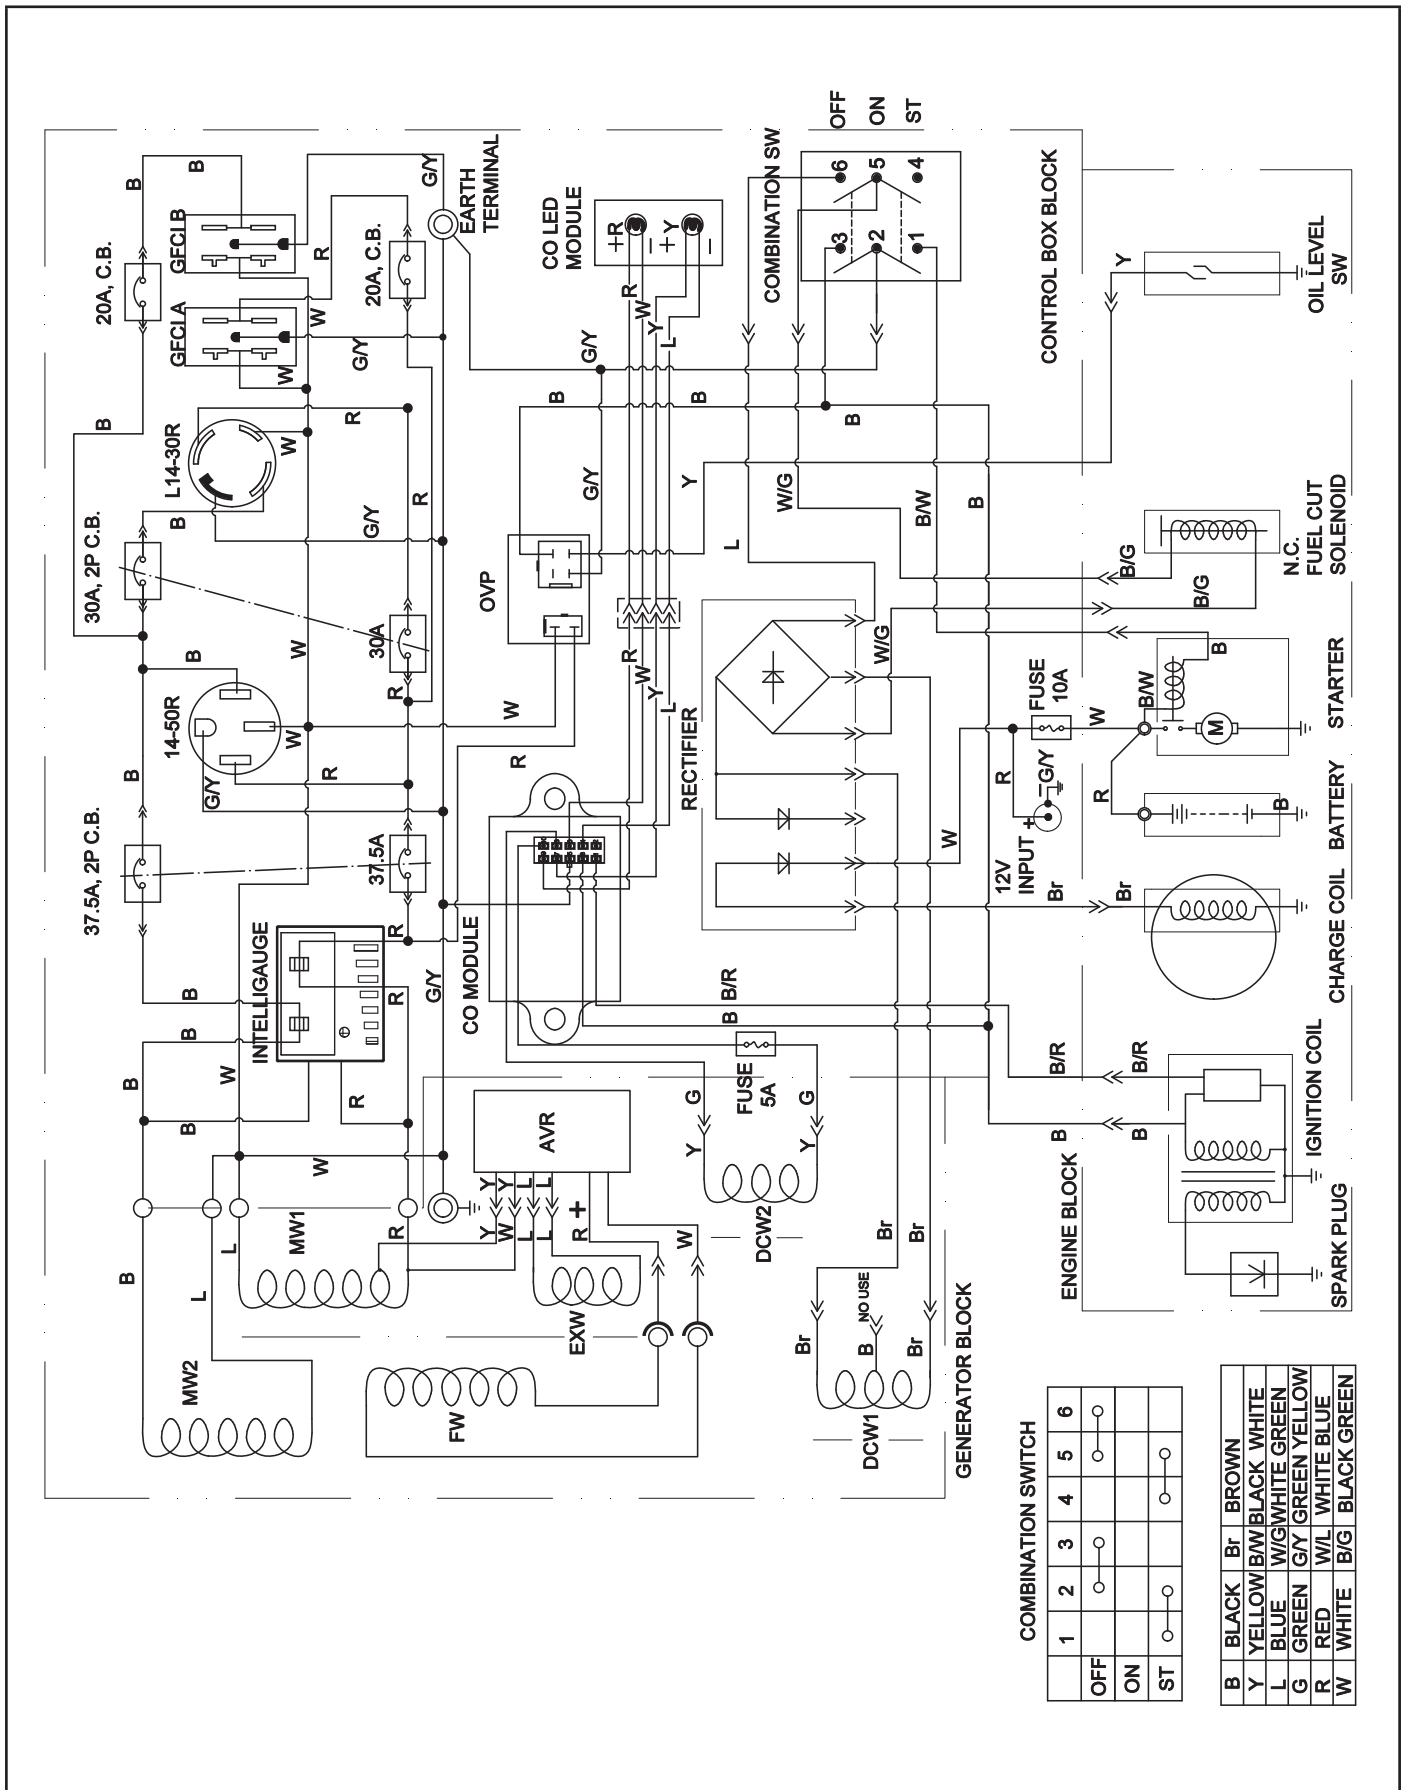 OFF
ON
ST
COMBINATION SW
6
5
4
3
2
1
B
B
20A, C.B.
GFCI B
G/Y
EARTH
TERMINAL
R
20A, C.B.
CO LED
MODULE
+
R
−
+
Y
−
CONTROL BOX BLOCK
Y
OIL LEVEL
SW
GFCI A
W
G/Y
W
R
W
Y
L
G/Y
B
L14-30R
R
W
B
B
B
30A, 2P C.B.
B
G/Y
R
G/Y
Y
W/G
B/W
B
L
N.C.
FUEL CUT
SOLENOID
B/G
B/G
OVP
W
30A
R
R
W
Y
L
W/G
B
14-50R
W
B
G/Y
R
W
R
RECTIFIER
FUSE
10A
B/W
B
STARTER
M
W
R
−
G/Y
12V
INPUT
+
R
BATTERY
B
37.5A, 2P C.B.
B
37.5A
W
Br
Br
CHARGE COIL
INTELLIGAUGE
R
G/Y
CO MODULE
B
B
R
B/R
B
B
W
B
R
W
AVR
FUSE
5A
G
G
Y
Y
DCW2
B/R
B/R
B
B
IGNITION COIL
SPARK PLUG
ENGINE BLOCK
Y
Y
L
L
Y
W
L
L
R
+
W
MW1
L
R
B
L
MW2
EXW
FW
Br
Br
NO USE
Br
B
Br
DCW1
GENERATOR BLOCK
COMBINATION SWITCH
1 2 3 4 5 6
OFF
ON
ST
B BLACK Br BROWN
Y YELLOW B/W BLACK WHITE
L BLUE W/G WHITE GREEN
G GREEN G/Y GREEN YELLOW
R RED W/L WHITE BLUE
W WHITE B/G BLACK GREEN